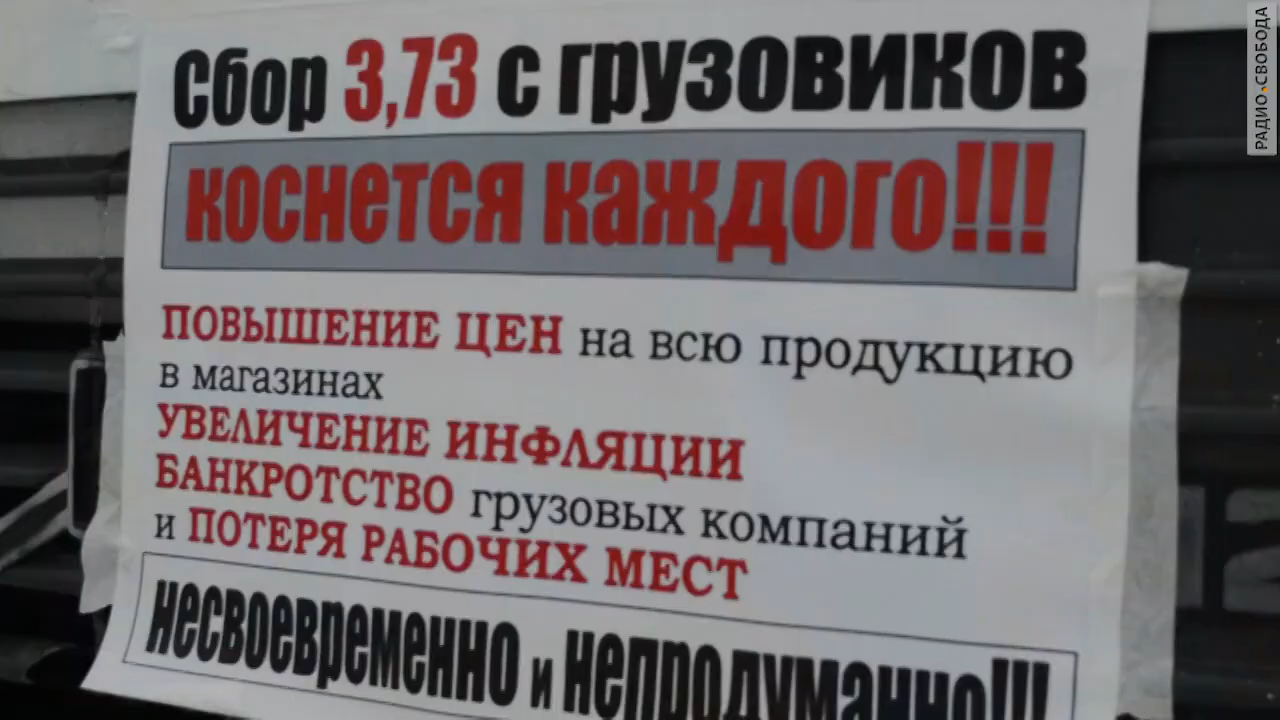 РАДИО СВОБОДА
Сбор 3,73 с грузовиков
коснется каждого!!!
ПОВЫШЕНИЕ ЦЕН на всю продукцию
в магазинах
УВЕЛИЧЕНИЕ ИНФЛЯЦИИ
БАНКРОТСТВО грузовых компаний
и ПОТЕРЯ РАБОЧИХ МЕСТ
несвоевременно и непродуманно!!!